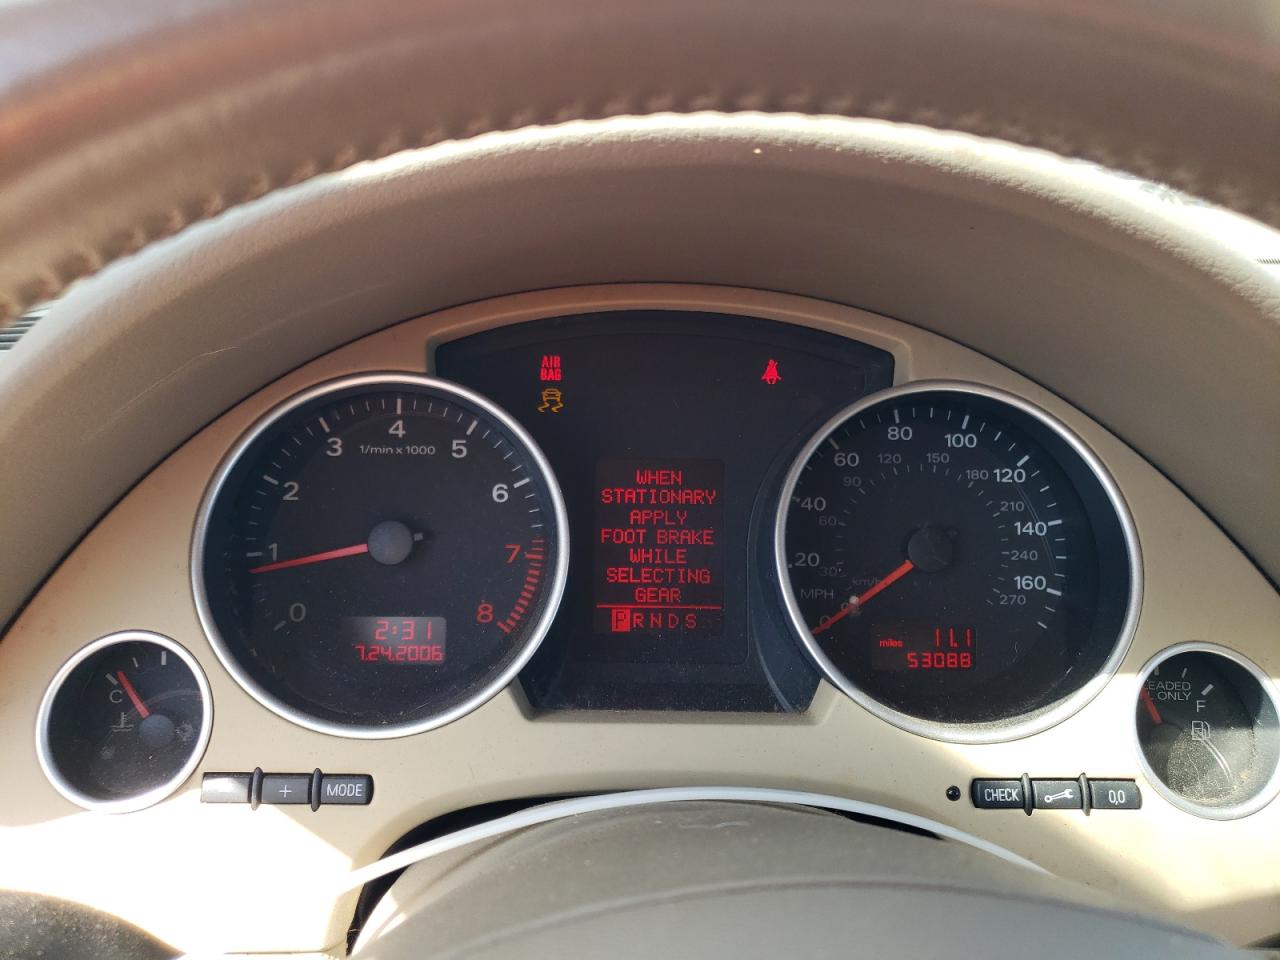 AIR
BAG
3 4 5
1/min x 1000
2 6
1 7
0 8
2:31
7.24.2006
WHEN
STATIONARY
APPLY
FOOT BRAKE
WHILE
SELECTING
GEAR
P R N D S
80 100
60 120 150 120
90 180
40 210
60 140
20 240
30 km/h 160
MPH 270
0
miles 11.1
53088
C
EADED
ONLY
F
+ MODE
CHECK 0,0